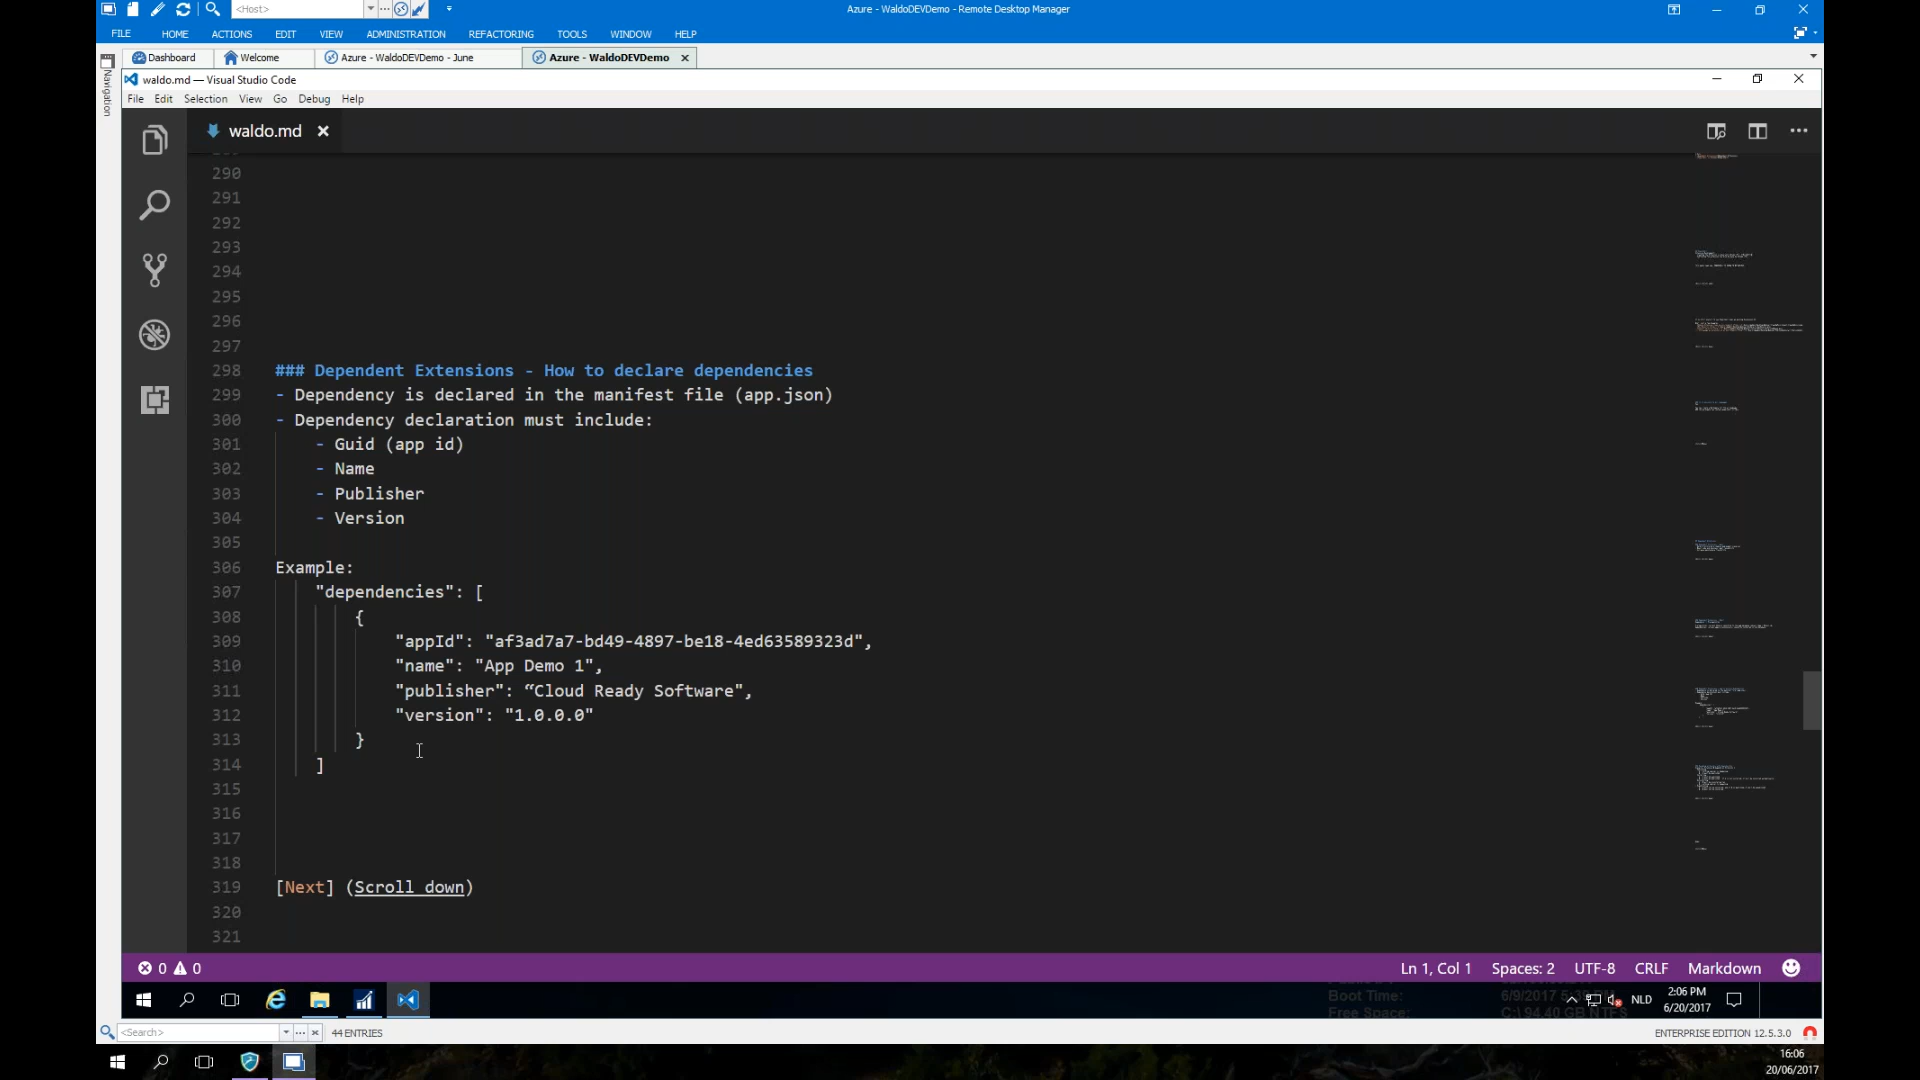 <Host>
Azure - WaldoDEVDemo - Remote Desktop Manager
FILE HOME ACTIONS EDIT VIEW ADMINISTRATION REFACTORING TOOLS WINDOW HELP
Dashboard Welcome Azure - WaldoDEVDemo - June Azure - WaldoDEVDemo
Navigation
waldo.md — Visual Studio Code
File Edit Selection View Go Debug Help
waldo.md
290
291
292
293
294
295
296
297
298 ### Dependent Extensions - How to declare dependencies
299 - Dependency is declared in the manifest file (app.json)
300 - Dependency declaration must include:
301 - Guid (app id)
302 - Name
303 - Publisher
304 - Version
305
306 Example:
307 "dependencies": [
308 {
309 "appId": "af3ad7a7-bd49-4897-be18-4ed63589323d",
310 "name": "App Demo 1",
311 "publisher": “Cloud Ready Software",
312 "version": "1.0.0.0"
313 }
314 ]
315
316
317
318
319 [Next] (Scroll down)
320
321
0 0
Ln 1, Col 1 Spaces: 2 UTF-8 CRLF Markdown
Boot Time:
Free Space:
NLD
2:06 PM
6/20/2017
<Search> 44 ENTRIES
ENTERPRISE EDITION 12.5.3.0
16:06
20/06/2017